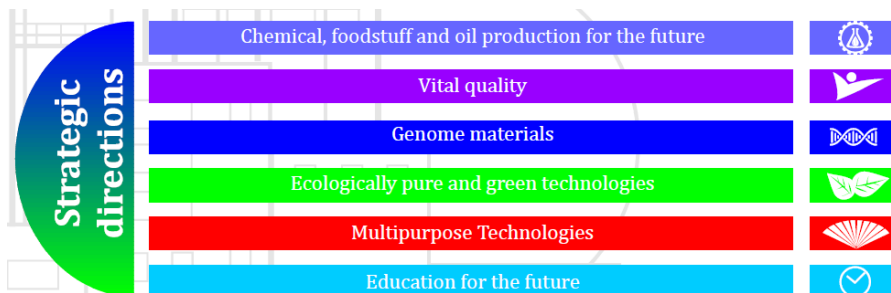 Strategic
directions
Chemical, foodstuff and oil production for the future
Vital quality
Genome materials
Ecologically pure and green technologies
Multipurpose Technologies
Education for the future